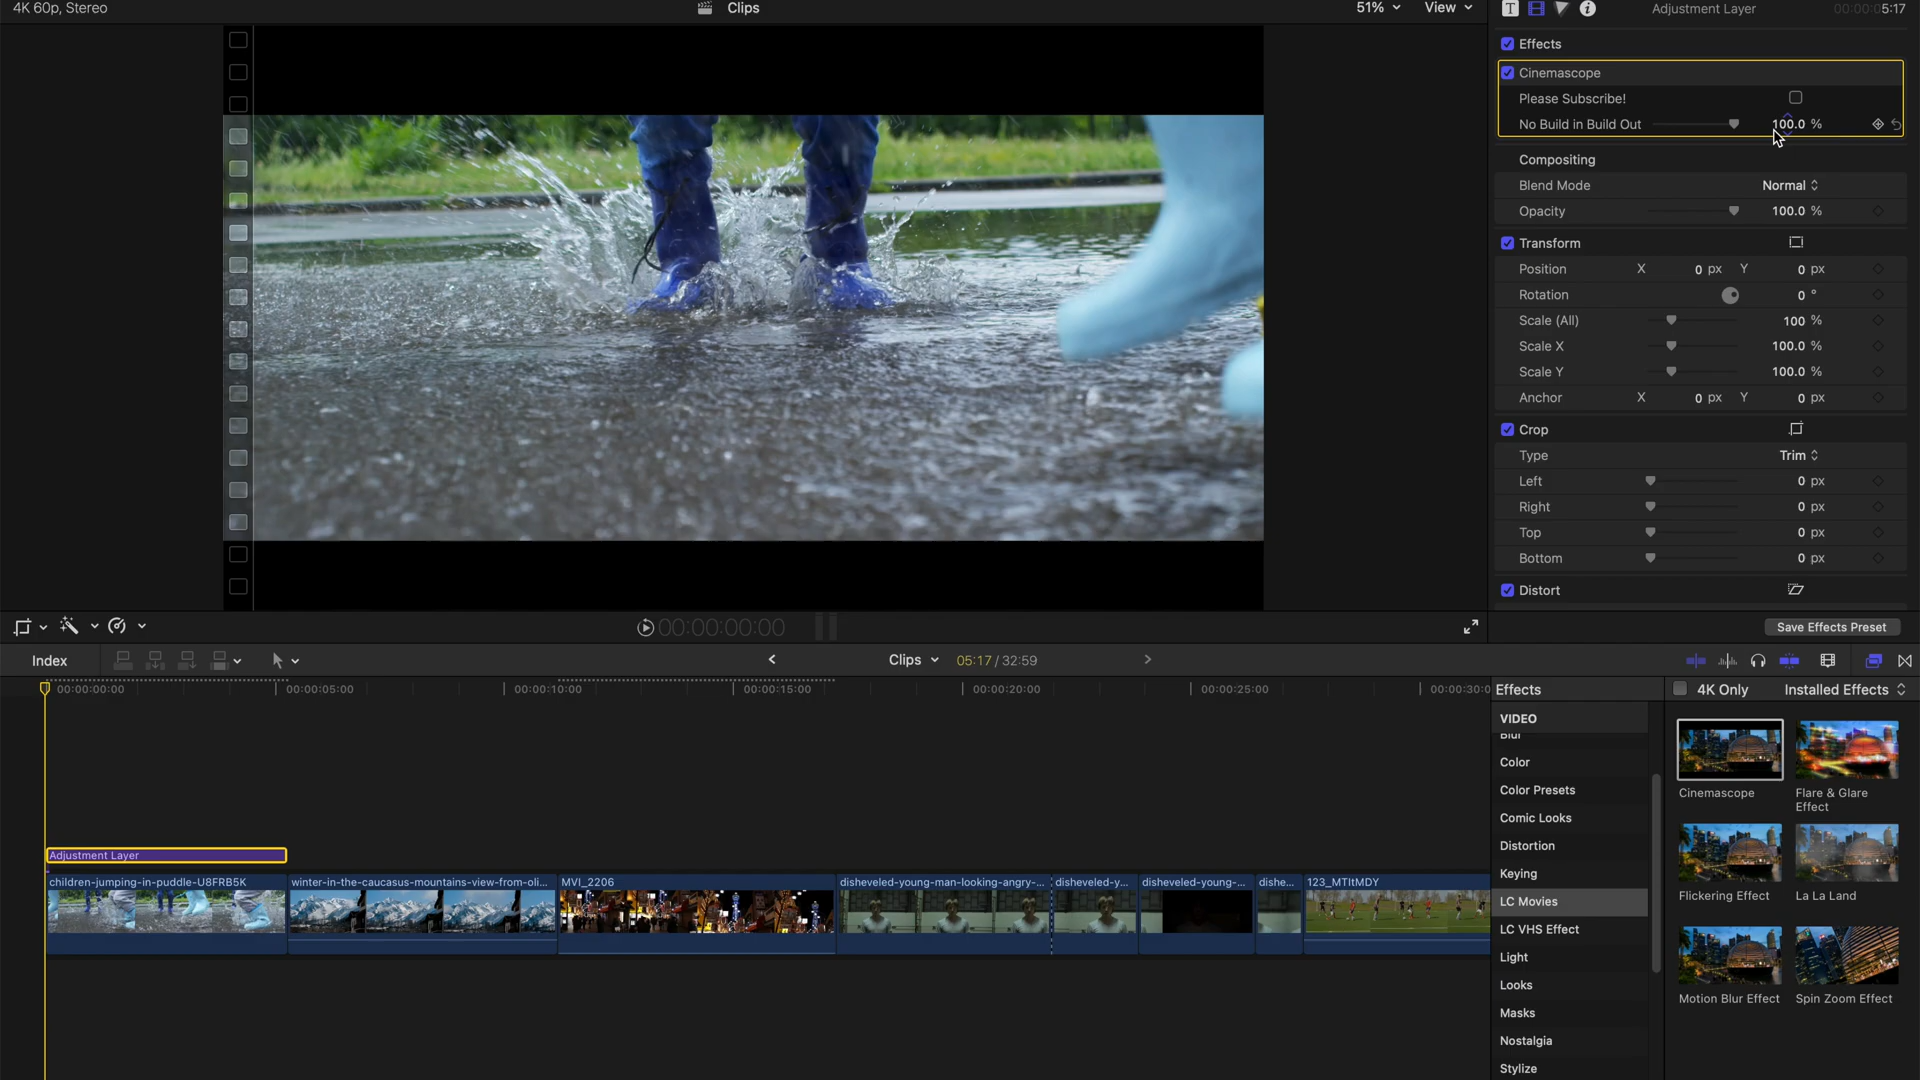 4K 60p, Stereo
Clips
51%
View
T
i
Adjustment Layer
00:00:05:17
Effects
Cinemascope
Please Subscribe!
No Build in Build Out 100.0 %
Compositing
Blend Mode Normal
Opacity 100.0 %
Transform
Position X 0 px Y 0 px
Rotation 0 °
Scale (All) 100 %
Scale X 100.0 %
Scale Y 100.0 %
Anchor X 0 px Y 0 px
Crop
Type Trim
Left 0 px
Right 0 px
Top 0 px
Bottom 0 px
Distort
00:00:00:00
Save Effects Preset
Index
Clips
05:17 / 32:59
00:00:00:00
00:00:05:00
00:00:10:00
00:00:15:00
00:00:20:00
00:00:25:00
00:00:30:0
Effects
4K Only
Installed Effects
VIDEO
Blur
Color
Color Presets
Comic Looks
Distortion
Keying
LC Movies
LC VHS Effect
Light
Looks
Masks
Nostalgia
Stylize
Cinemascope
Flare & Glare
Effect
Flickering Effect
La La Land
Motion Blur Effect
Spin Zoom Effect
Adjustment Layer
children-jumping-in-puddle-U8FRB5K
winter-in-the-caucasus-mountains-view-from-oli...
MVI_2206
disheveled-young-man-looking-angry-...
disheveled-y...
disheveled-young-...
dishe...
123_MTItMDY